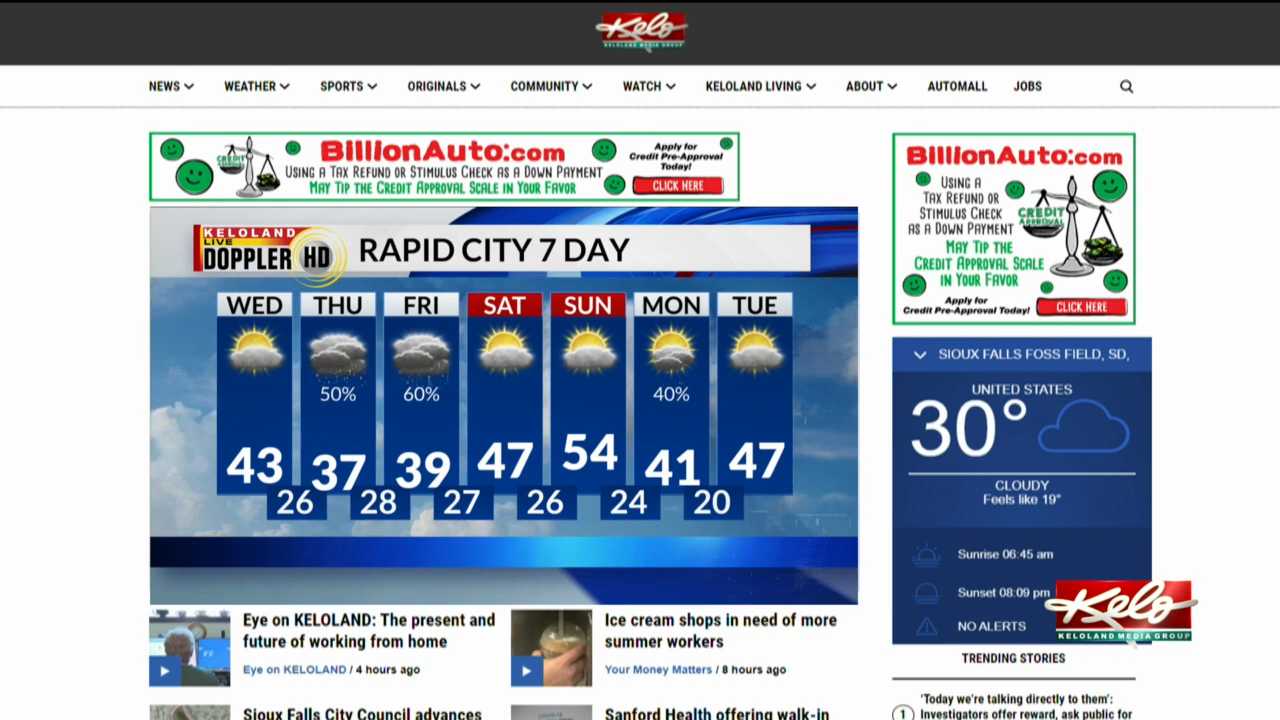 Kelo
KELOLAND MEDIA GROUP
NEWS WEATHER SPORTS ORIGINALS COMMUNITY WATCH KELOLAND LIVING ABOUT AUTOMALL JOBS
BILLIONAUTO:COM
USING A TAX REFUND OR STIMULUS CHECK AS A DOWN PAYMENT
MAY TIP THE CREDIT APPROVAL SCALE IN YOUR FAVOR
CREDIT
APPROVAL
Apply for
Credit Pre-Approval
Today!
CLICK HERE
BILLIONAUTO:COM
USING A
TAX REFUND OR
STIMULUS CHECK
AS A DOWN PAYMENT
MAY TIP THE
CREDIT APPROVAL SCALE
IN YOUR FAVOR
CREDIT
APPROVAL
Apply for
Credit Pre-Approval Today!
CLICK HERE
KELOLAND
LIVE
DOPPLER HD
RAPID CITY 7 DAY
WED THU FRI SAT SUN MON TUE
50% 60% 40%
43 37 39 47 54 41 47
26 28 27 26 24 20
SIOUX FALLS FOSS FIELD, SD,
UNITED STATES
30°
CLOUDY
Feels like 19°
Sunrise 06:45 am
Sunset 08:09 pm
NO ALERTS
Kelo
KELOLAND MEDIA GROUP
Eye on KELOLAND: The present and
future of working from home
Eye on KELOLAND / 4 hours ago
Ice cream shops in need of more
summer workers
Your Money Matters / 8 hours ago
TRENDING STORIES
1
'Today we're talking directly to them':
Investigators offer reward, ask public for
Sioux Falls City Council advances
Sanford Health offering walk-in